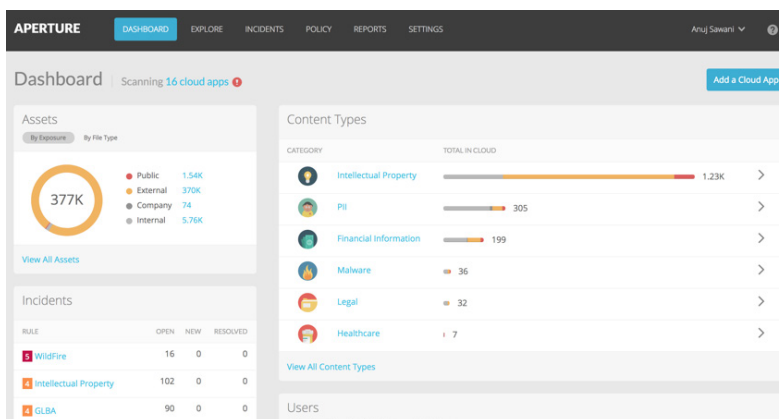 APERTURE DASHBOARD EXPLORE INCIDENTS POLICY REPORTS SETTINGS Anuj Sawani ?
Dashboard Scanning 16 cloud apps ! Add a Cloud App
Assets
By Exposure By File Type
377K
Public 1.54K
External 370K
Company 74
Internal 5.76K
View All Assets
Incidents
RULE OPEN NEW RESOLVED
5 WildFire 16 0 0
4 Intellectual Property 102 0 0
4 GLBA 90 0 0
Content Types
CATEGORY TOTAL IN CLOUD
Intellectual Property 1.23K
PII 305
Financial Information 199
Malware 36
Legal 32
Healthcare 7
View All Content Types
Users